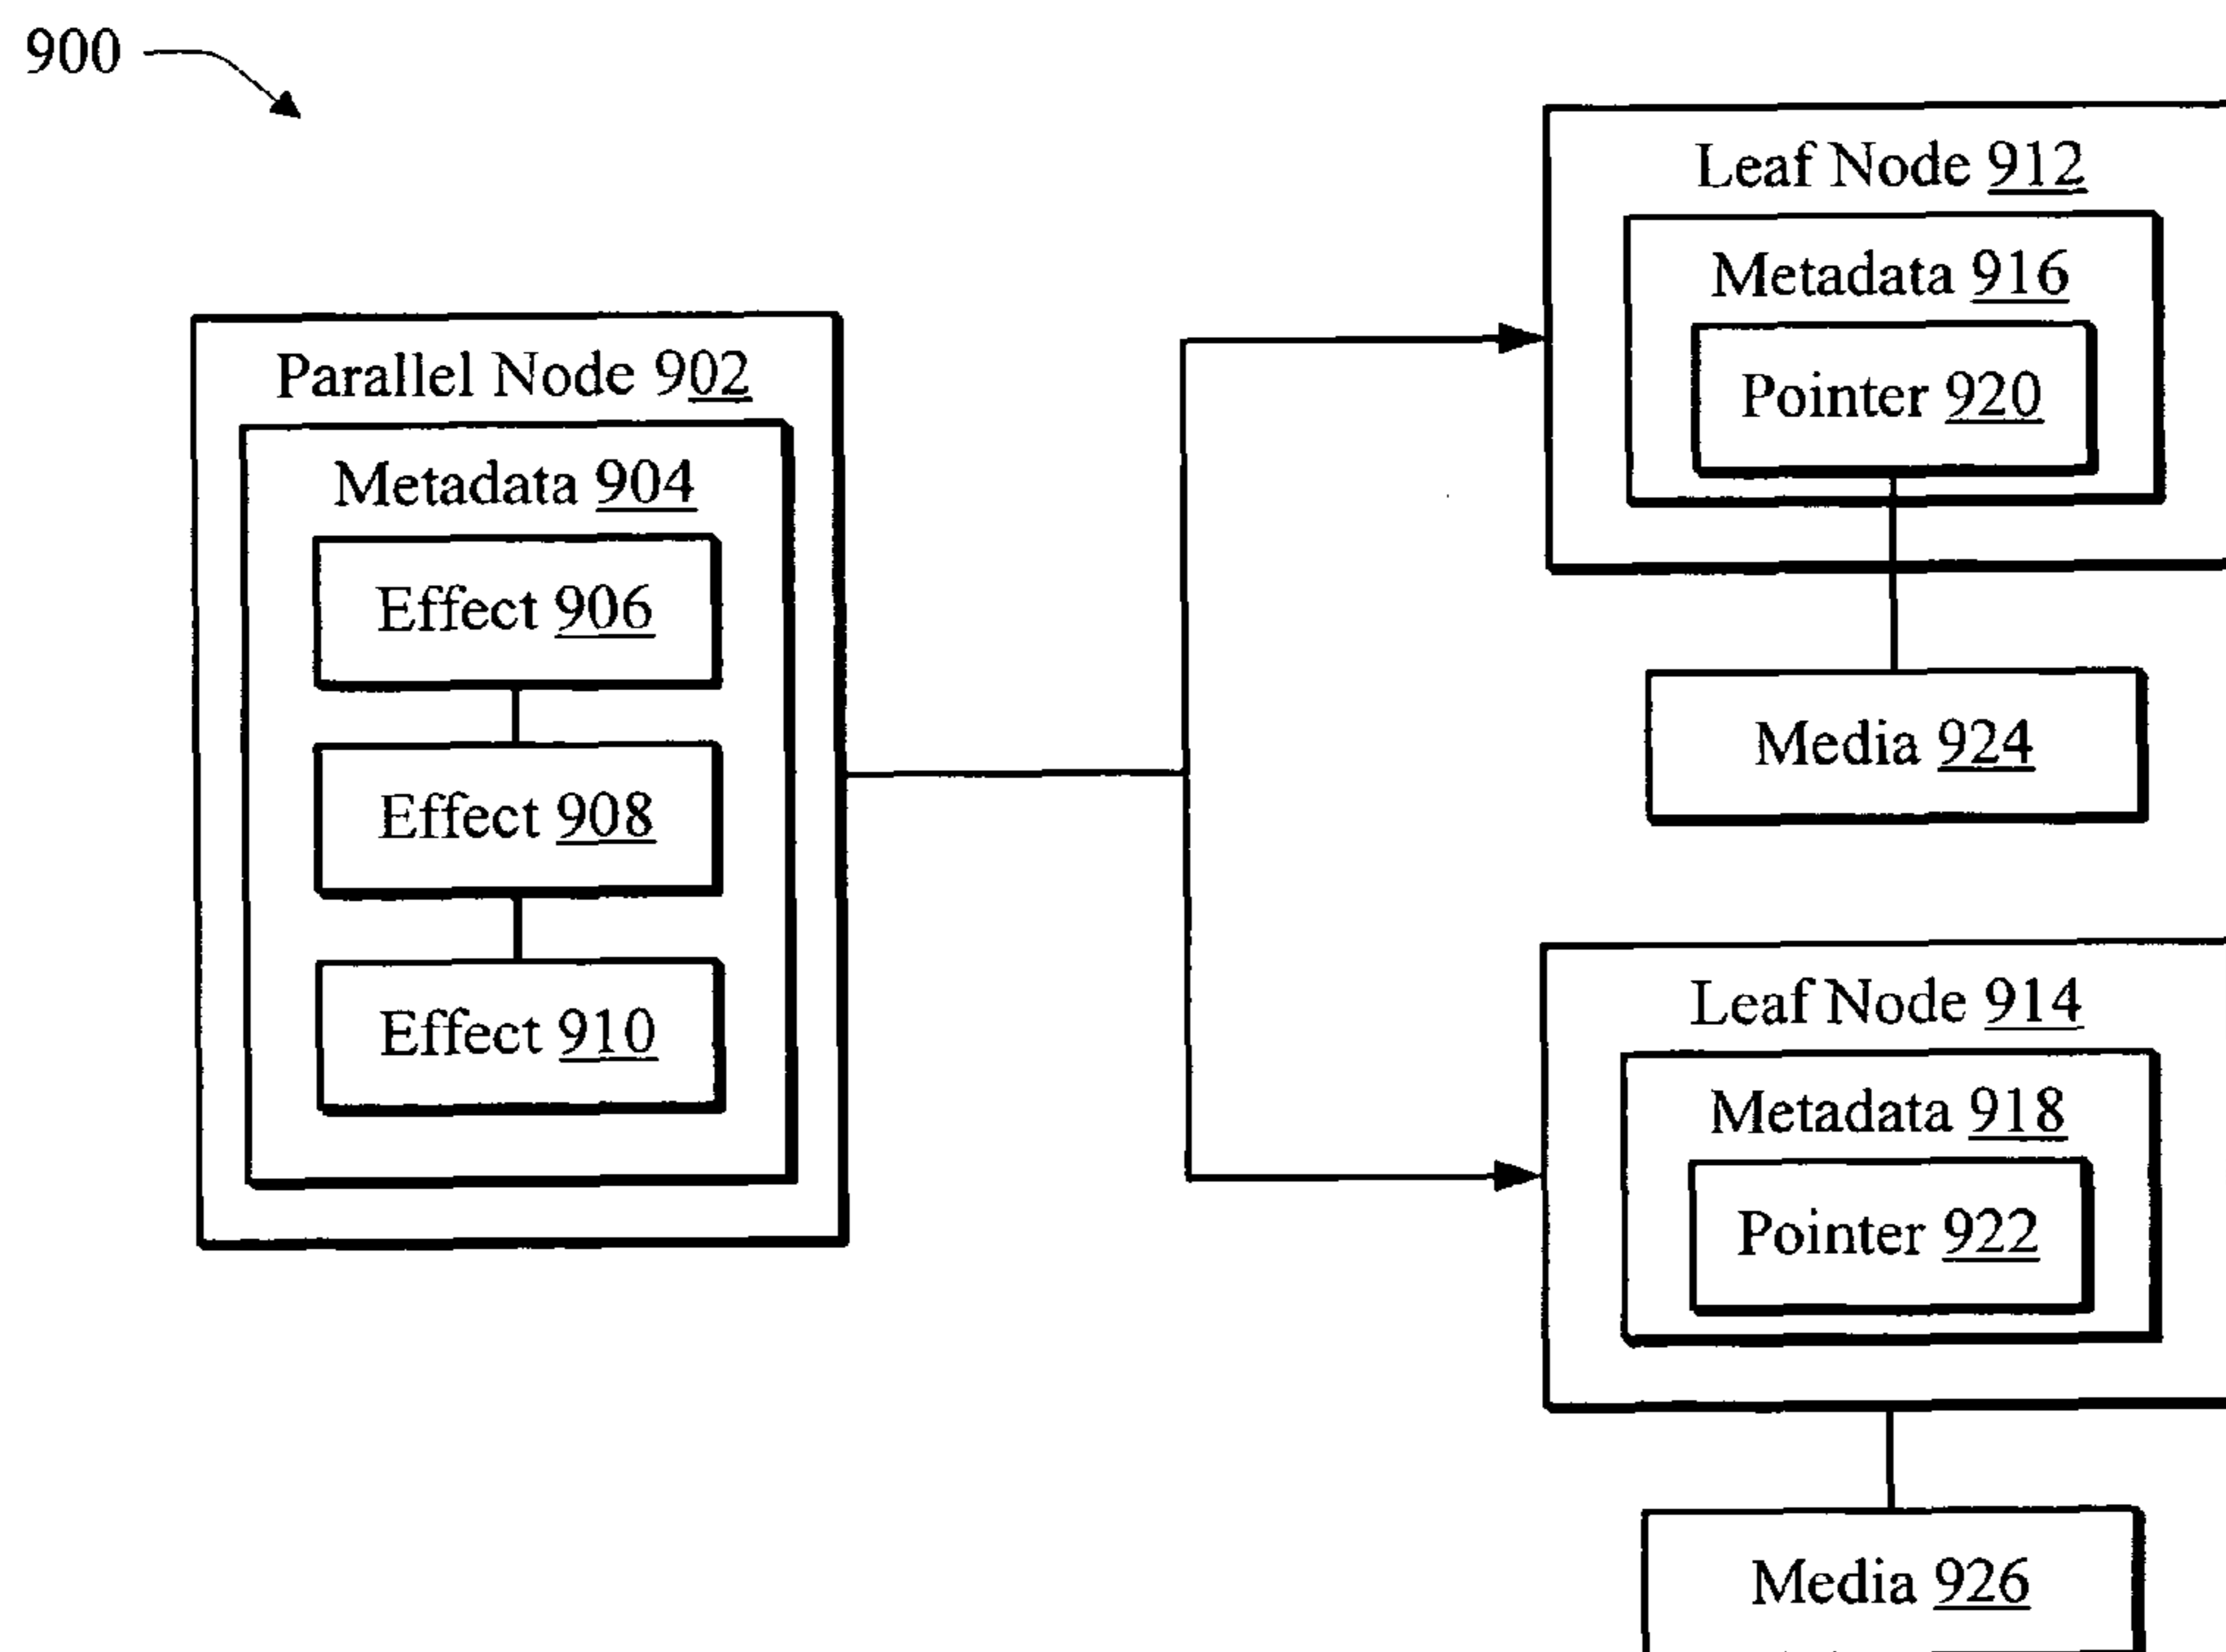 900
Parallel Node 902
Metadata 904
Effect 906
Effect 908
Effect 910
Leaf Node 912
Metadata 916
Pointer 920
Media 924
Leaf Node 914
Metadata 918
Pointer 922
Media 926